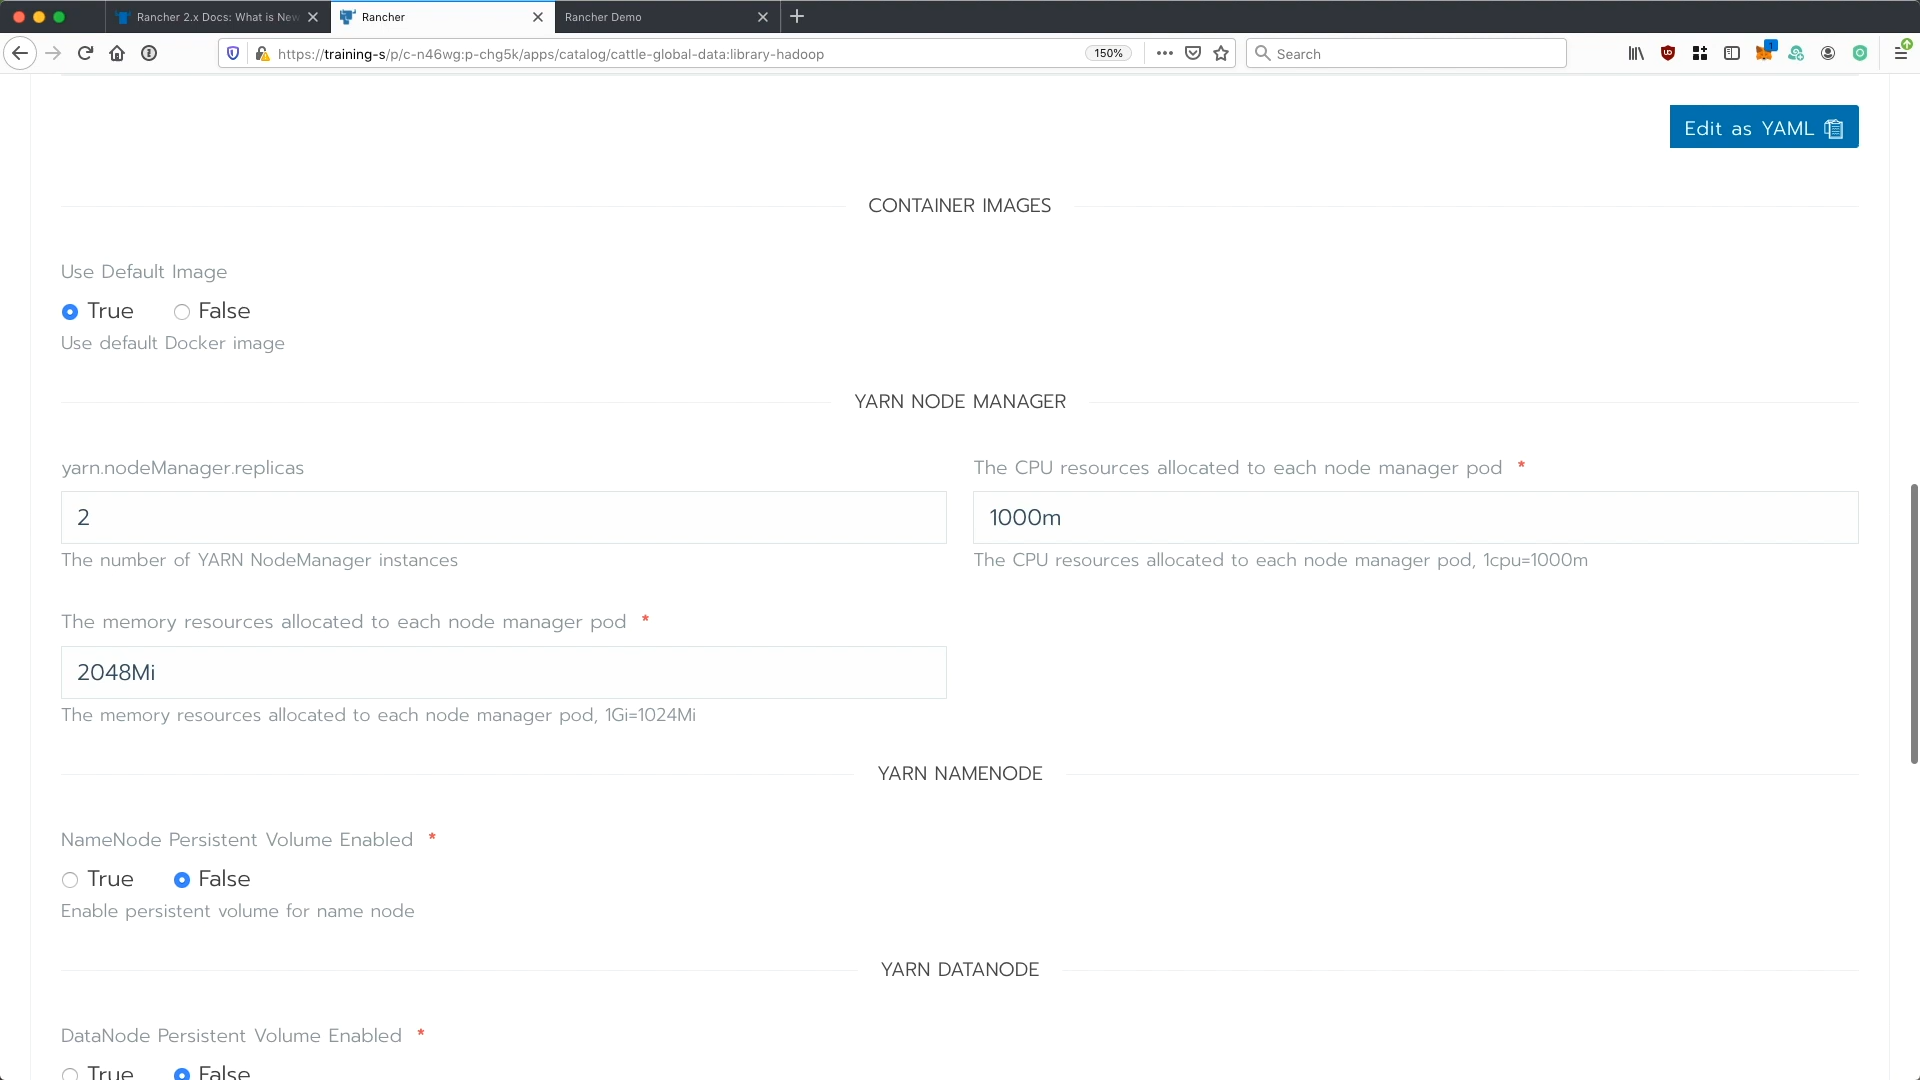 Rancher 2.x Docs: What is New
Rancher
Rancher Demo
https://training-s/p/c-n46wg:p-chg5k/apps/catalog/cattle-global-data:library-hadoop
150%
Search
1
Edit as YAML
CONTAINER IMAGES
Use Default Image
True False
Use default Docker image
YARN NODE MANAGER
yarn.nodeManager.replicas
The CPU resources allocated to each node manager pod *
2
1000m
The number of YARN NodeManager instances
The CPU resources allocated to each node manager pod, 1cpu=1000m
The memory resources allocated to each node manager pod *
2048Mi
The memory resources allocated to each node manager pod, 1Gi=1024Mi
YARN NAMENODE
NameNode Persistent Volume Enabled *
True False
Enable persistent volume for name node
YARN DATANODE
DataNode Persistent Volume Enabled *
True False